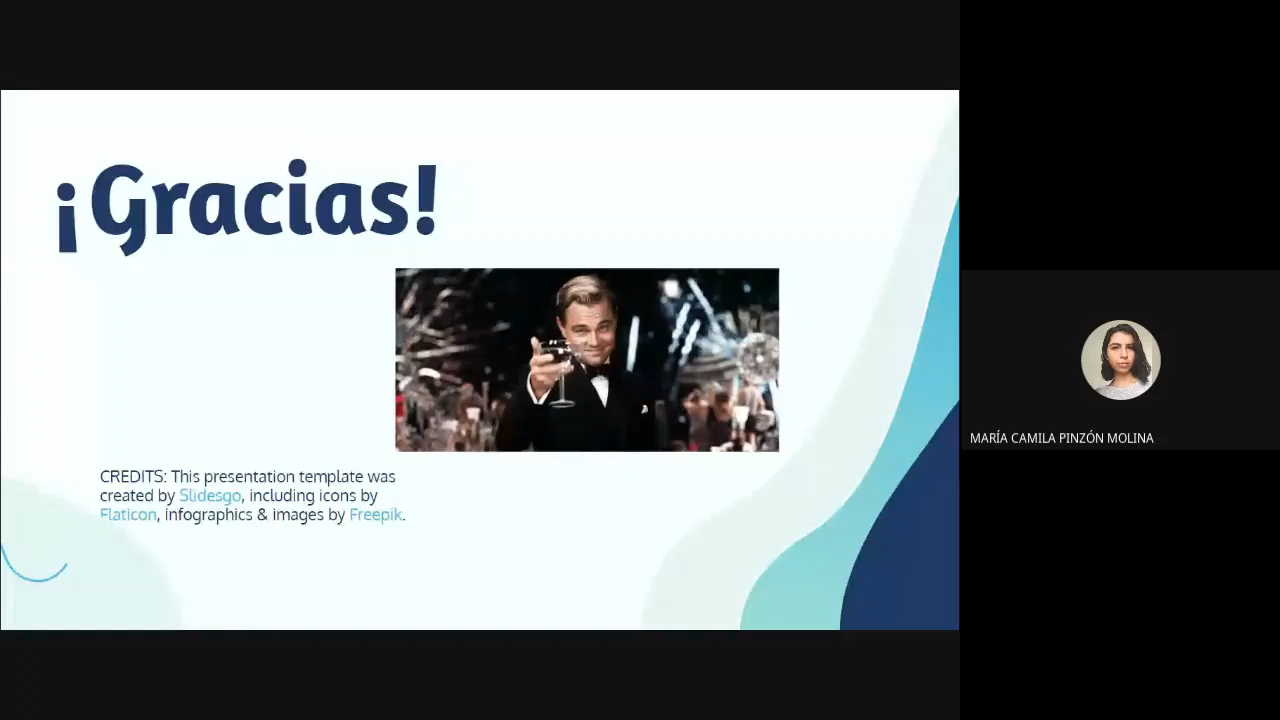 ¡Gracias!
CREDITS: This presentation template was
created by Slidesgo, including icons by
Flaticon, infographics & images by Freepik.
MARÍA CAMILA PINZÓN MOLINA